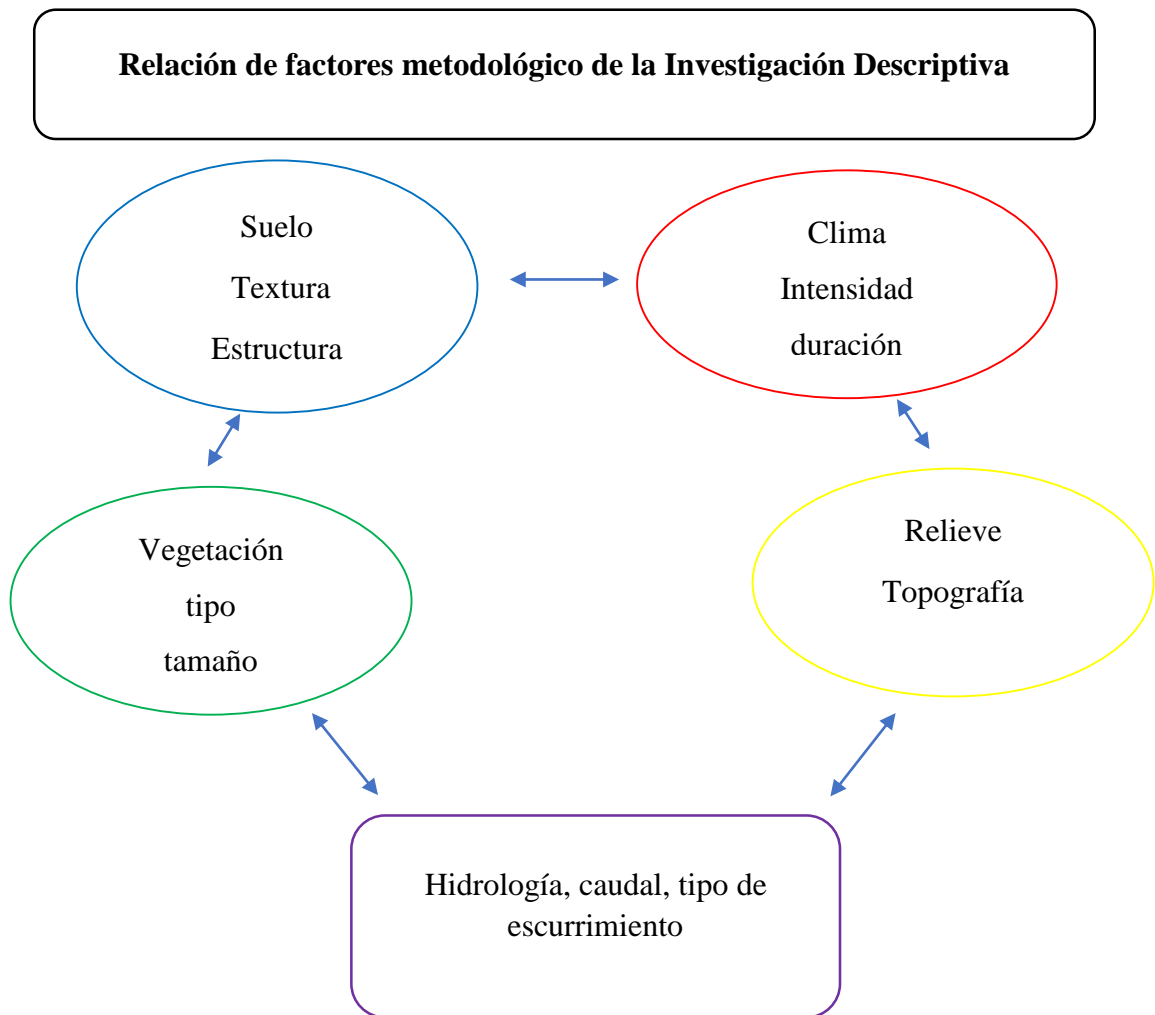 Relación de factores metodológico de la Investigación Descriptiva
Suelo
Textura
Estructura
Clima
Intensidad
duración
Vegetación
tipo
tamaño
Relieve
Topografía
Hidrología, caudal, tipo de
escurrimiento